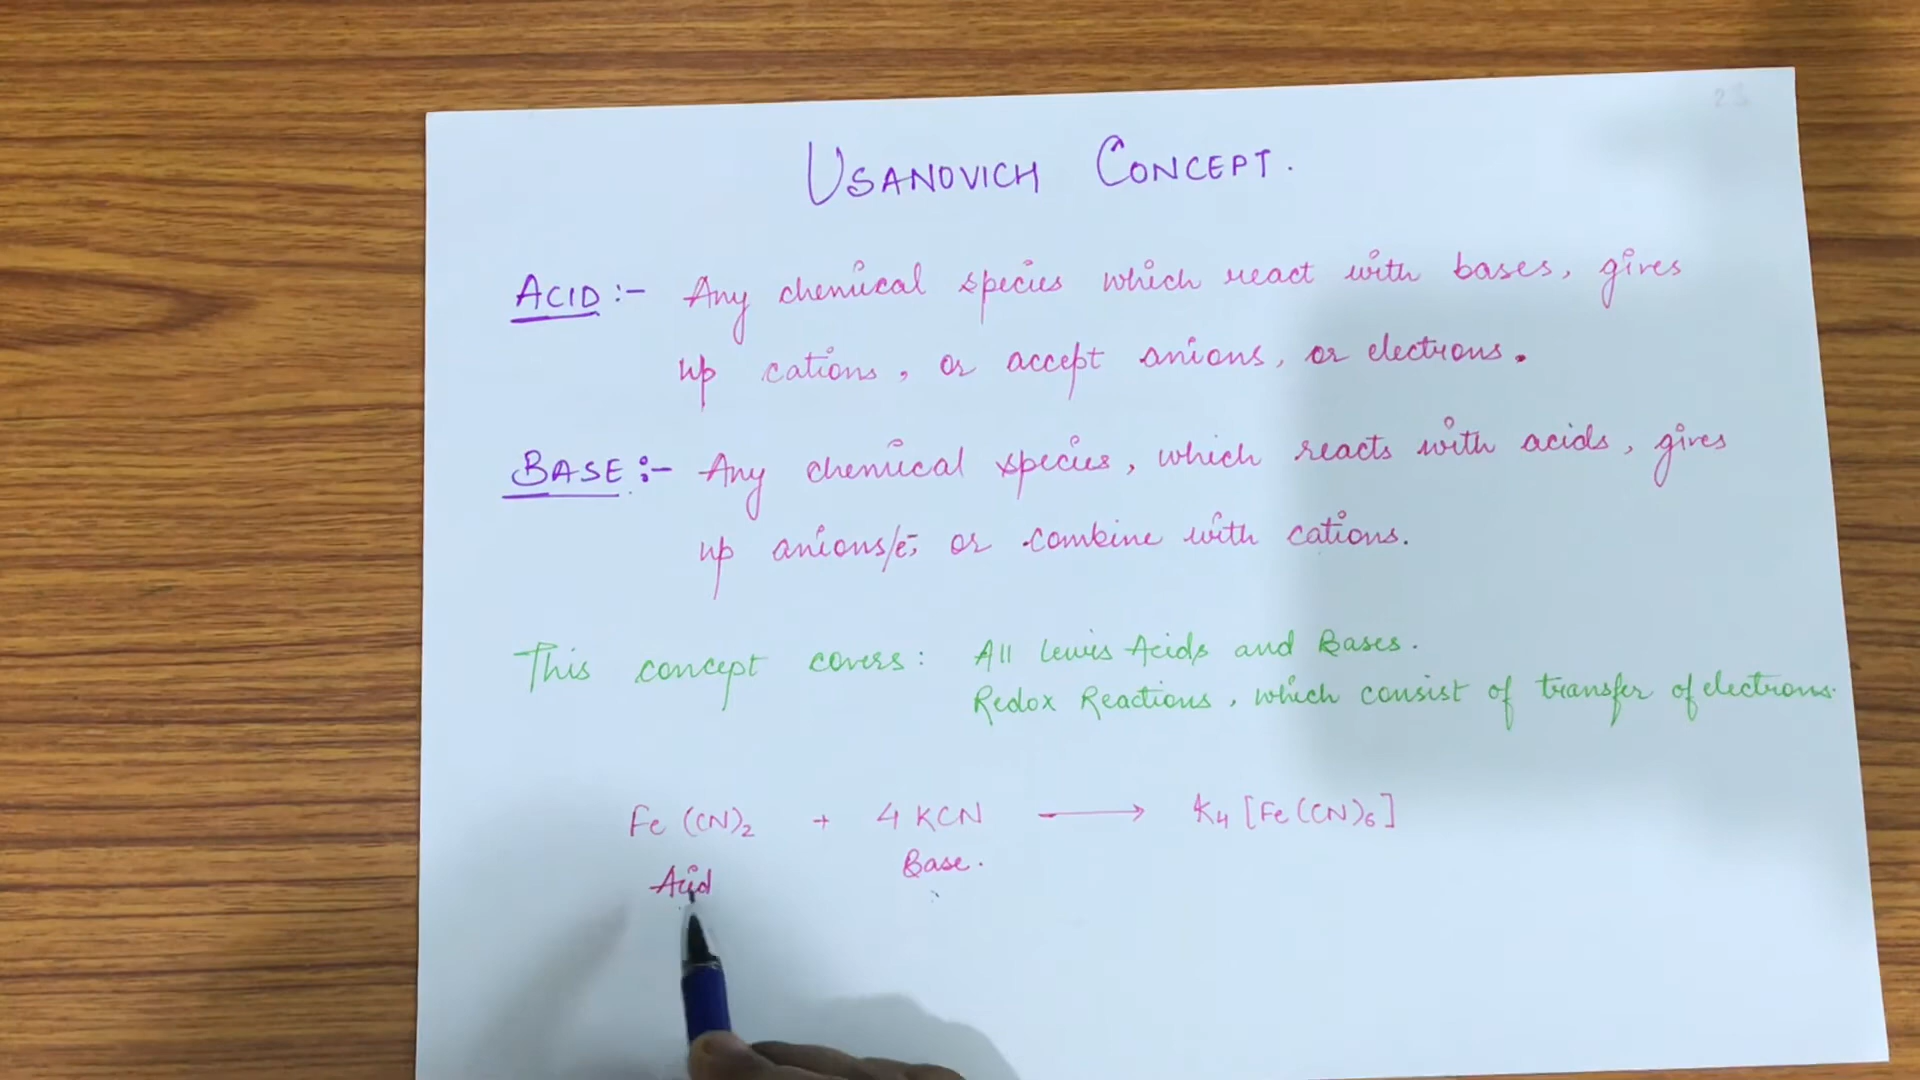 USANOVICH CONCEPT.
ACID :- Any chemical species which react with bases, gives
up cations, or accept anions, or electrons.
BASE :- Any chemical species, which reacts with acids, gives
up anions/e⁻, or combine with cations.
This concept covers : All Lewis Acids and Bases.
Redox Reactions, which consist of transfer of electrons.
Fe (CN)₂ + 4 KCN ⟶ K₄ [Fe(CN)₆]
Acid Base.